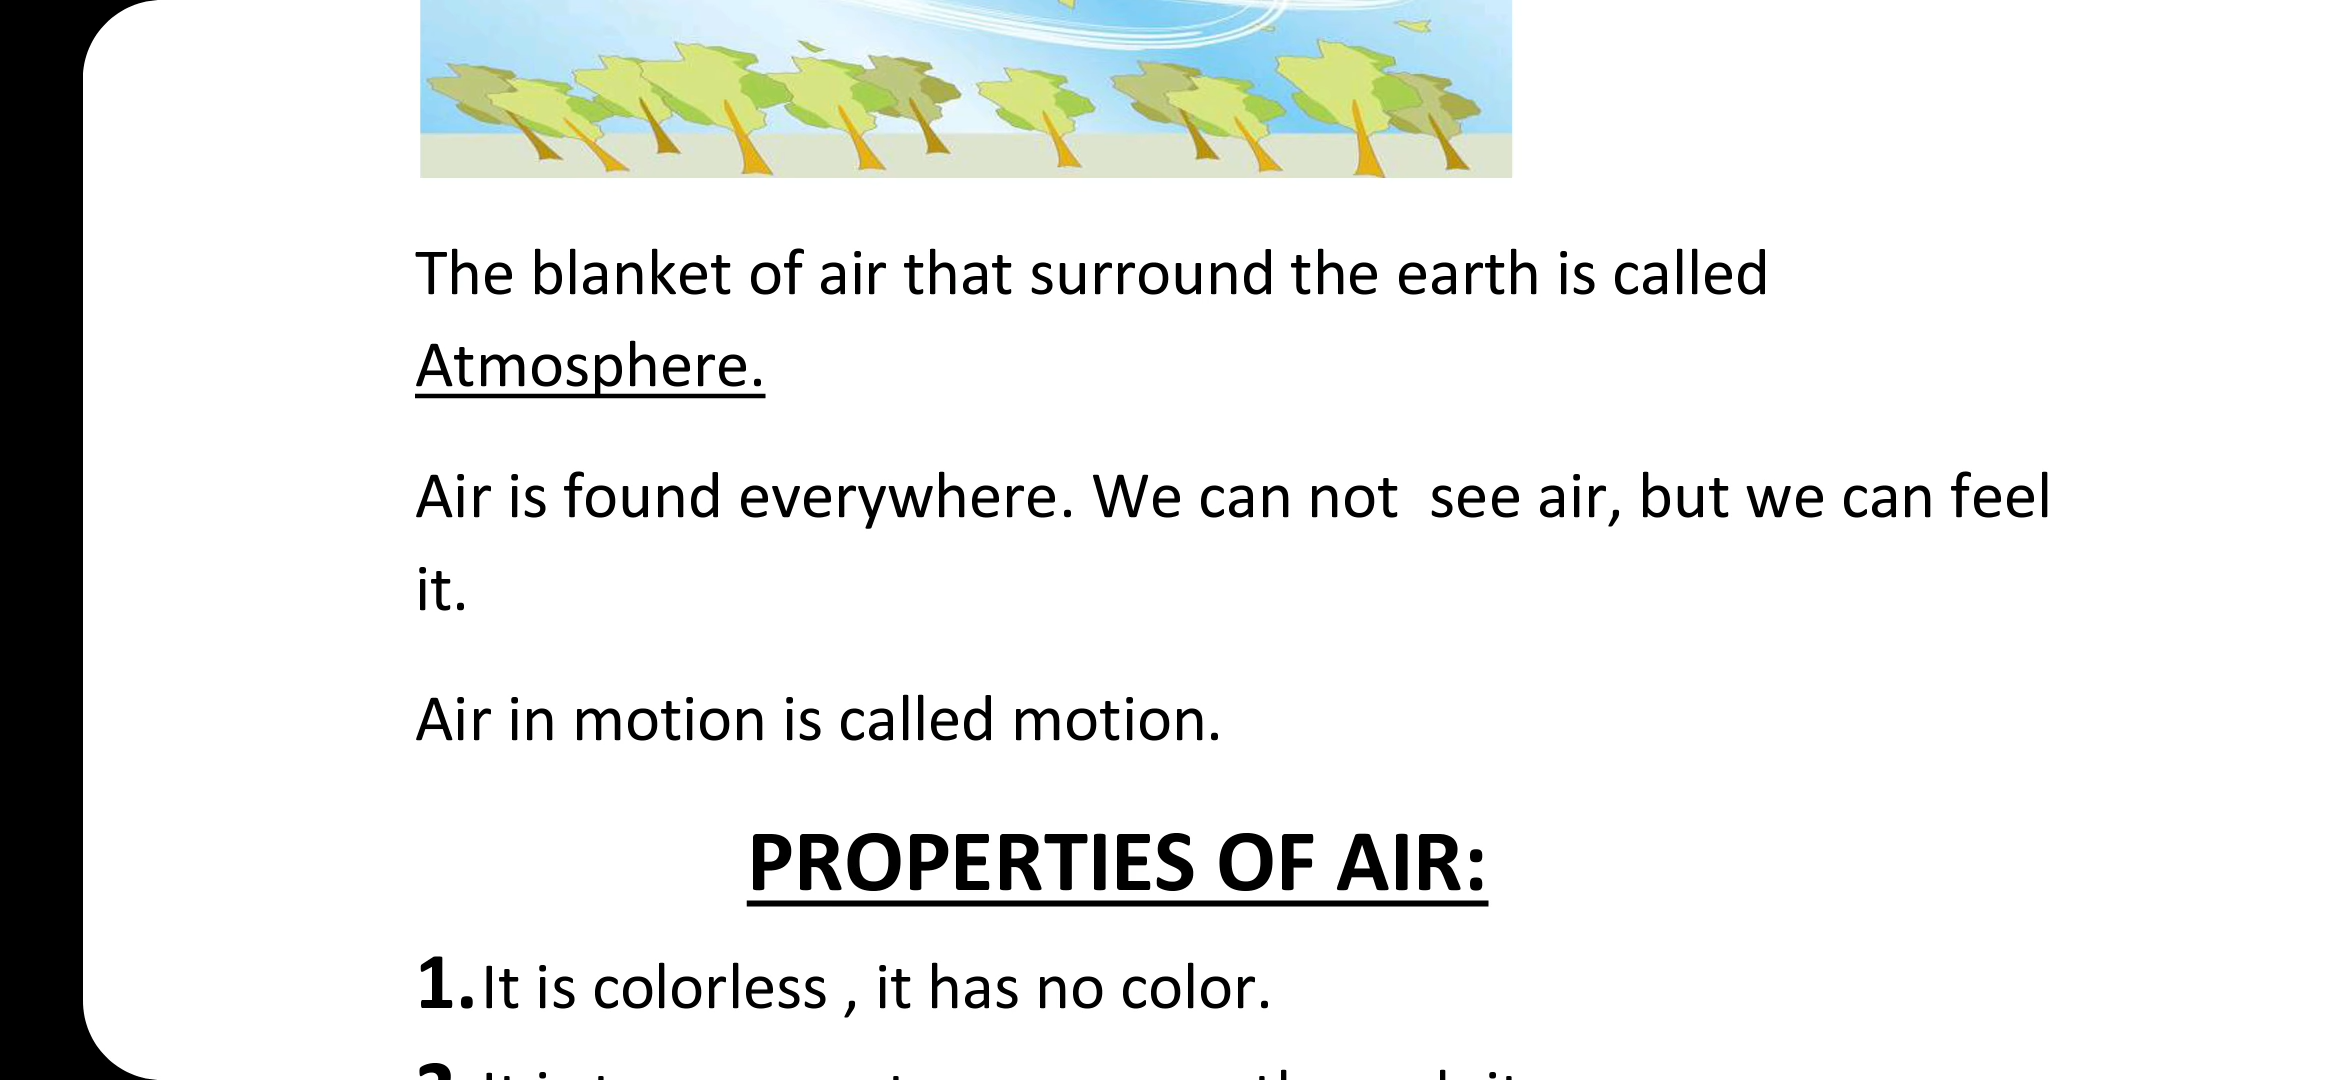 The blanket of air that surround the earth is called
Atmosphere.
Air is found everywhere. We can not  see air, but we can feel
it.
Air in motion is called motion.
PROPERTIES OF AIR:
1. It is colorless , it has no color.
It is